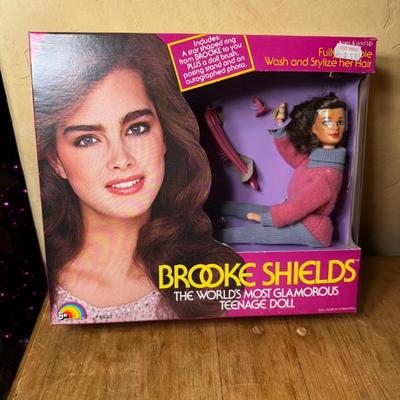 Includes:
A star shaped ring
from BROOKE to you
PLUS a doll brush,
posing stand and an
autographed photo.
Ages 4 and Up
Wash and Stylize her Hair
BROOKE SHIELDS
THE WORLD'S MOST GLAMOROUS
TEENAGE DOLL